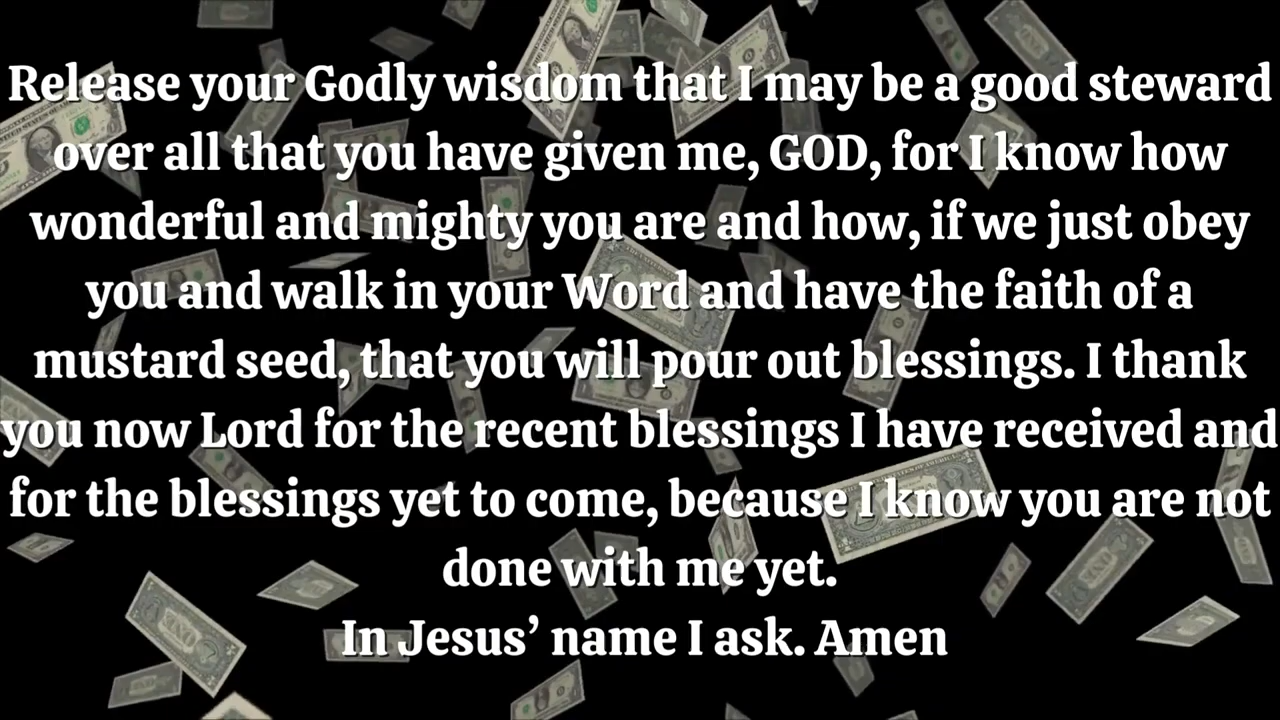 Release your Godly wisdom that I may be a good steward
over all that you have given me, GOD, for I know how
wonderful and mighty you are and how, if we just obey
you and walk in your Word and have the faith of a
mustard seed, that you will pour out blessings. I thank
you now Lord for the recent blessings I have received and
for the blessings yet to come, because I know you are not
done with me yet.
In Jesus’ name I ask. Amen